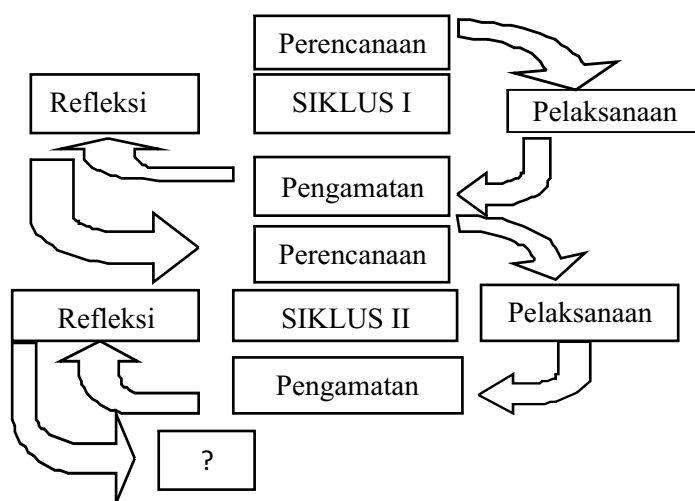 Perencanaan
Refleksi
SIKLUS I
Pelaksanaan
Pengamatan
Perencanaan
Refleksi
SIKLUS II
Pelaksanaan
Pengamatan
?